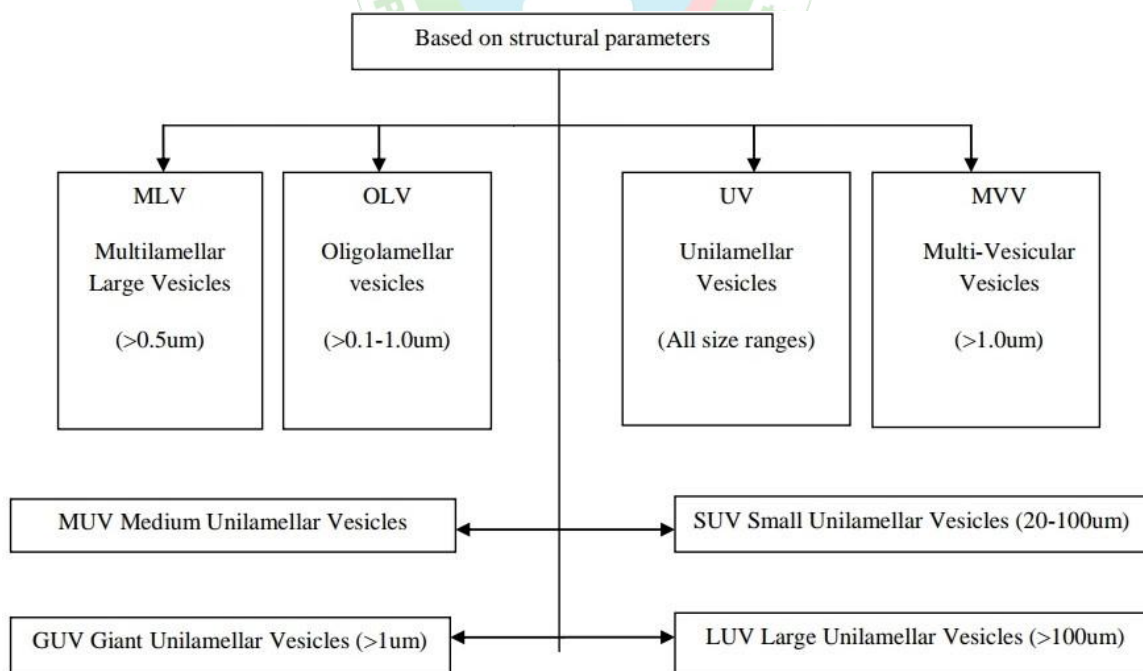 Based on structural parameters
MLV
Multilamellar
Large Vesicles
(>0.5um)
OLV
Oligolamellar
vesicles
(>0.1-1.0um)
UV
Unilamellar
Vesicles
(All size ranges)
MVV
Multi-Vesicular
Vesicles
(>1.0um)
MUV Medium Unilamellar Vesicles
SUV Small Unilamellar Vesicles (20-100um)
GUV Giant Unilamellar Vesicles (>1um)
LUV Large Unilamellar Vesicles (>100um)